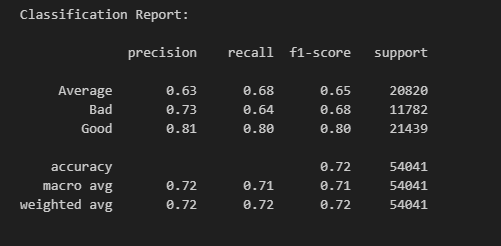 Classification Report:
precision recall f1-score support
Average 0.63 0.68 0.65 20820
Bad 0.73 0.64 0.68 11782
Good 0.81 0.80 0.80 21439
accuracy 0.72 54041
macro avg 0.72 0.71 0.71 54041
weighted avg 0.72 0.72 0.72 54041